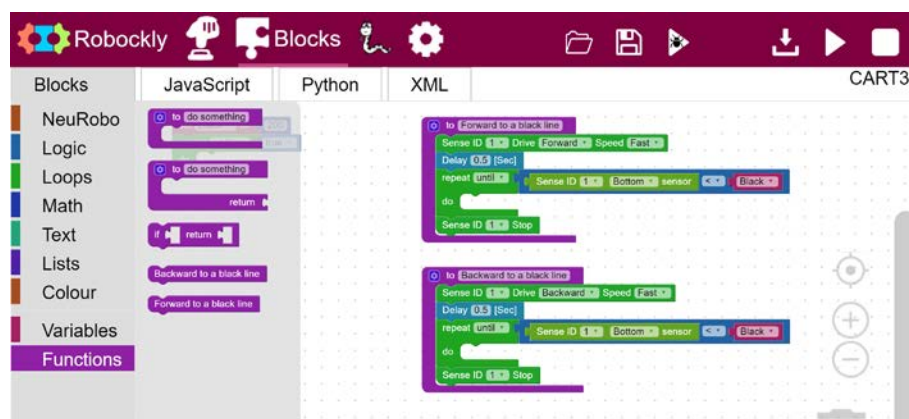 Robockly Blocks
Blocks JavaScript Python XML CART3
NeuRobo
Logic
Loops
Math
Text
Lists
Colour
Variables
Functions
to do something
to do something
return
if return
Backward to a black line
Forward to a black line
to Forward to a black line
Sense ID 1 Drive Forward Speed Fast
Delay 0.5 [Sec]
repeat until Sense ID 1 Bottom sensor < Black
do
Sense ID 1 Stop
to Backward to a black line
Sense ID 1 Drive Backward Speed Fast
Delay 0.5 [Sec]
repeat until Sense ID 1 Bottom sensor < Black
do
Sense ID 1 Stop